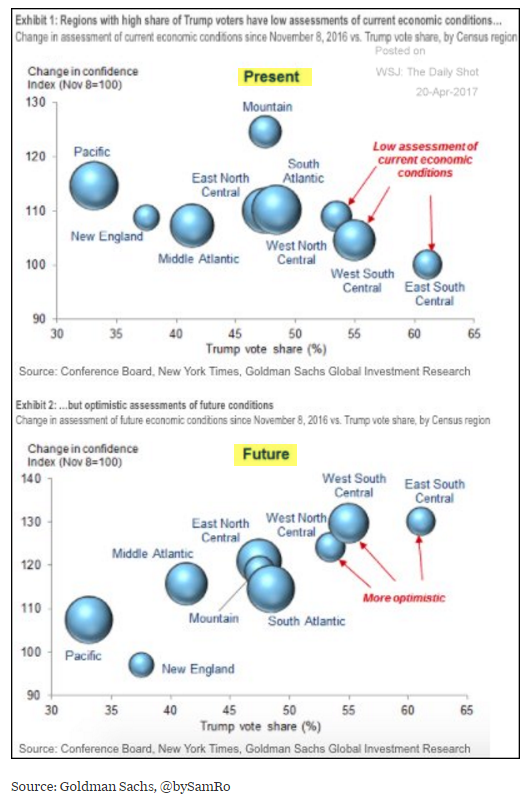 Exhibit 1: Regions with high share of Trump voters have low assessments of current economic conditions…
Change in assessment of current economic conditions since November 8, 2016 vs. Trump vote share, by Census region
Posted on
WSJ: The Daily Shot
20-Apr-2017
Change in confidence
Index (Nov 8=100)
Present
130
120
110
100
90
Mountain
Pacific
East North
Central
South
Atlantic
Low assessment of
current economic
conditions
New England
Middle Atlantic
West North
Central
West South
Central
East South
Central
30 35 40 45 50 55 60 65
Trump vote share (%)
Source: Conference Board, New York Times, Goldman Sachs Global Investment Research
Exhibit 2: …but optimistic assessments of future conditions
Change in assessment of future economic conditions since November 8, 2016 vs. Trump vote share, by Census region
Change in confidence
Index (Nov 8=100)
Future
140
130
120
110
100
90
West South
Central
East South
Central
East North
Central
West North
Central
Middle Atlantic
More optimistic
Mountain
South Atlantic
Pacific
New England
30 35 40 45 50 55 60 65
Trump vote share (%)
Source: Conference Board, New York Times, Goldman Sachs Global Investment Research
Source: Goldman Sachs, @bySamRo